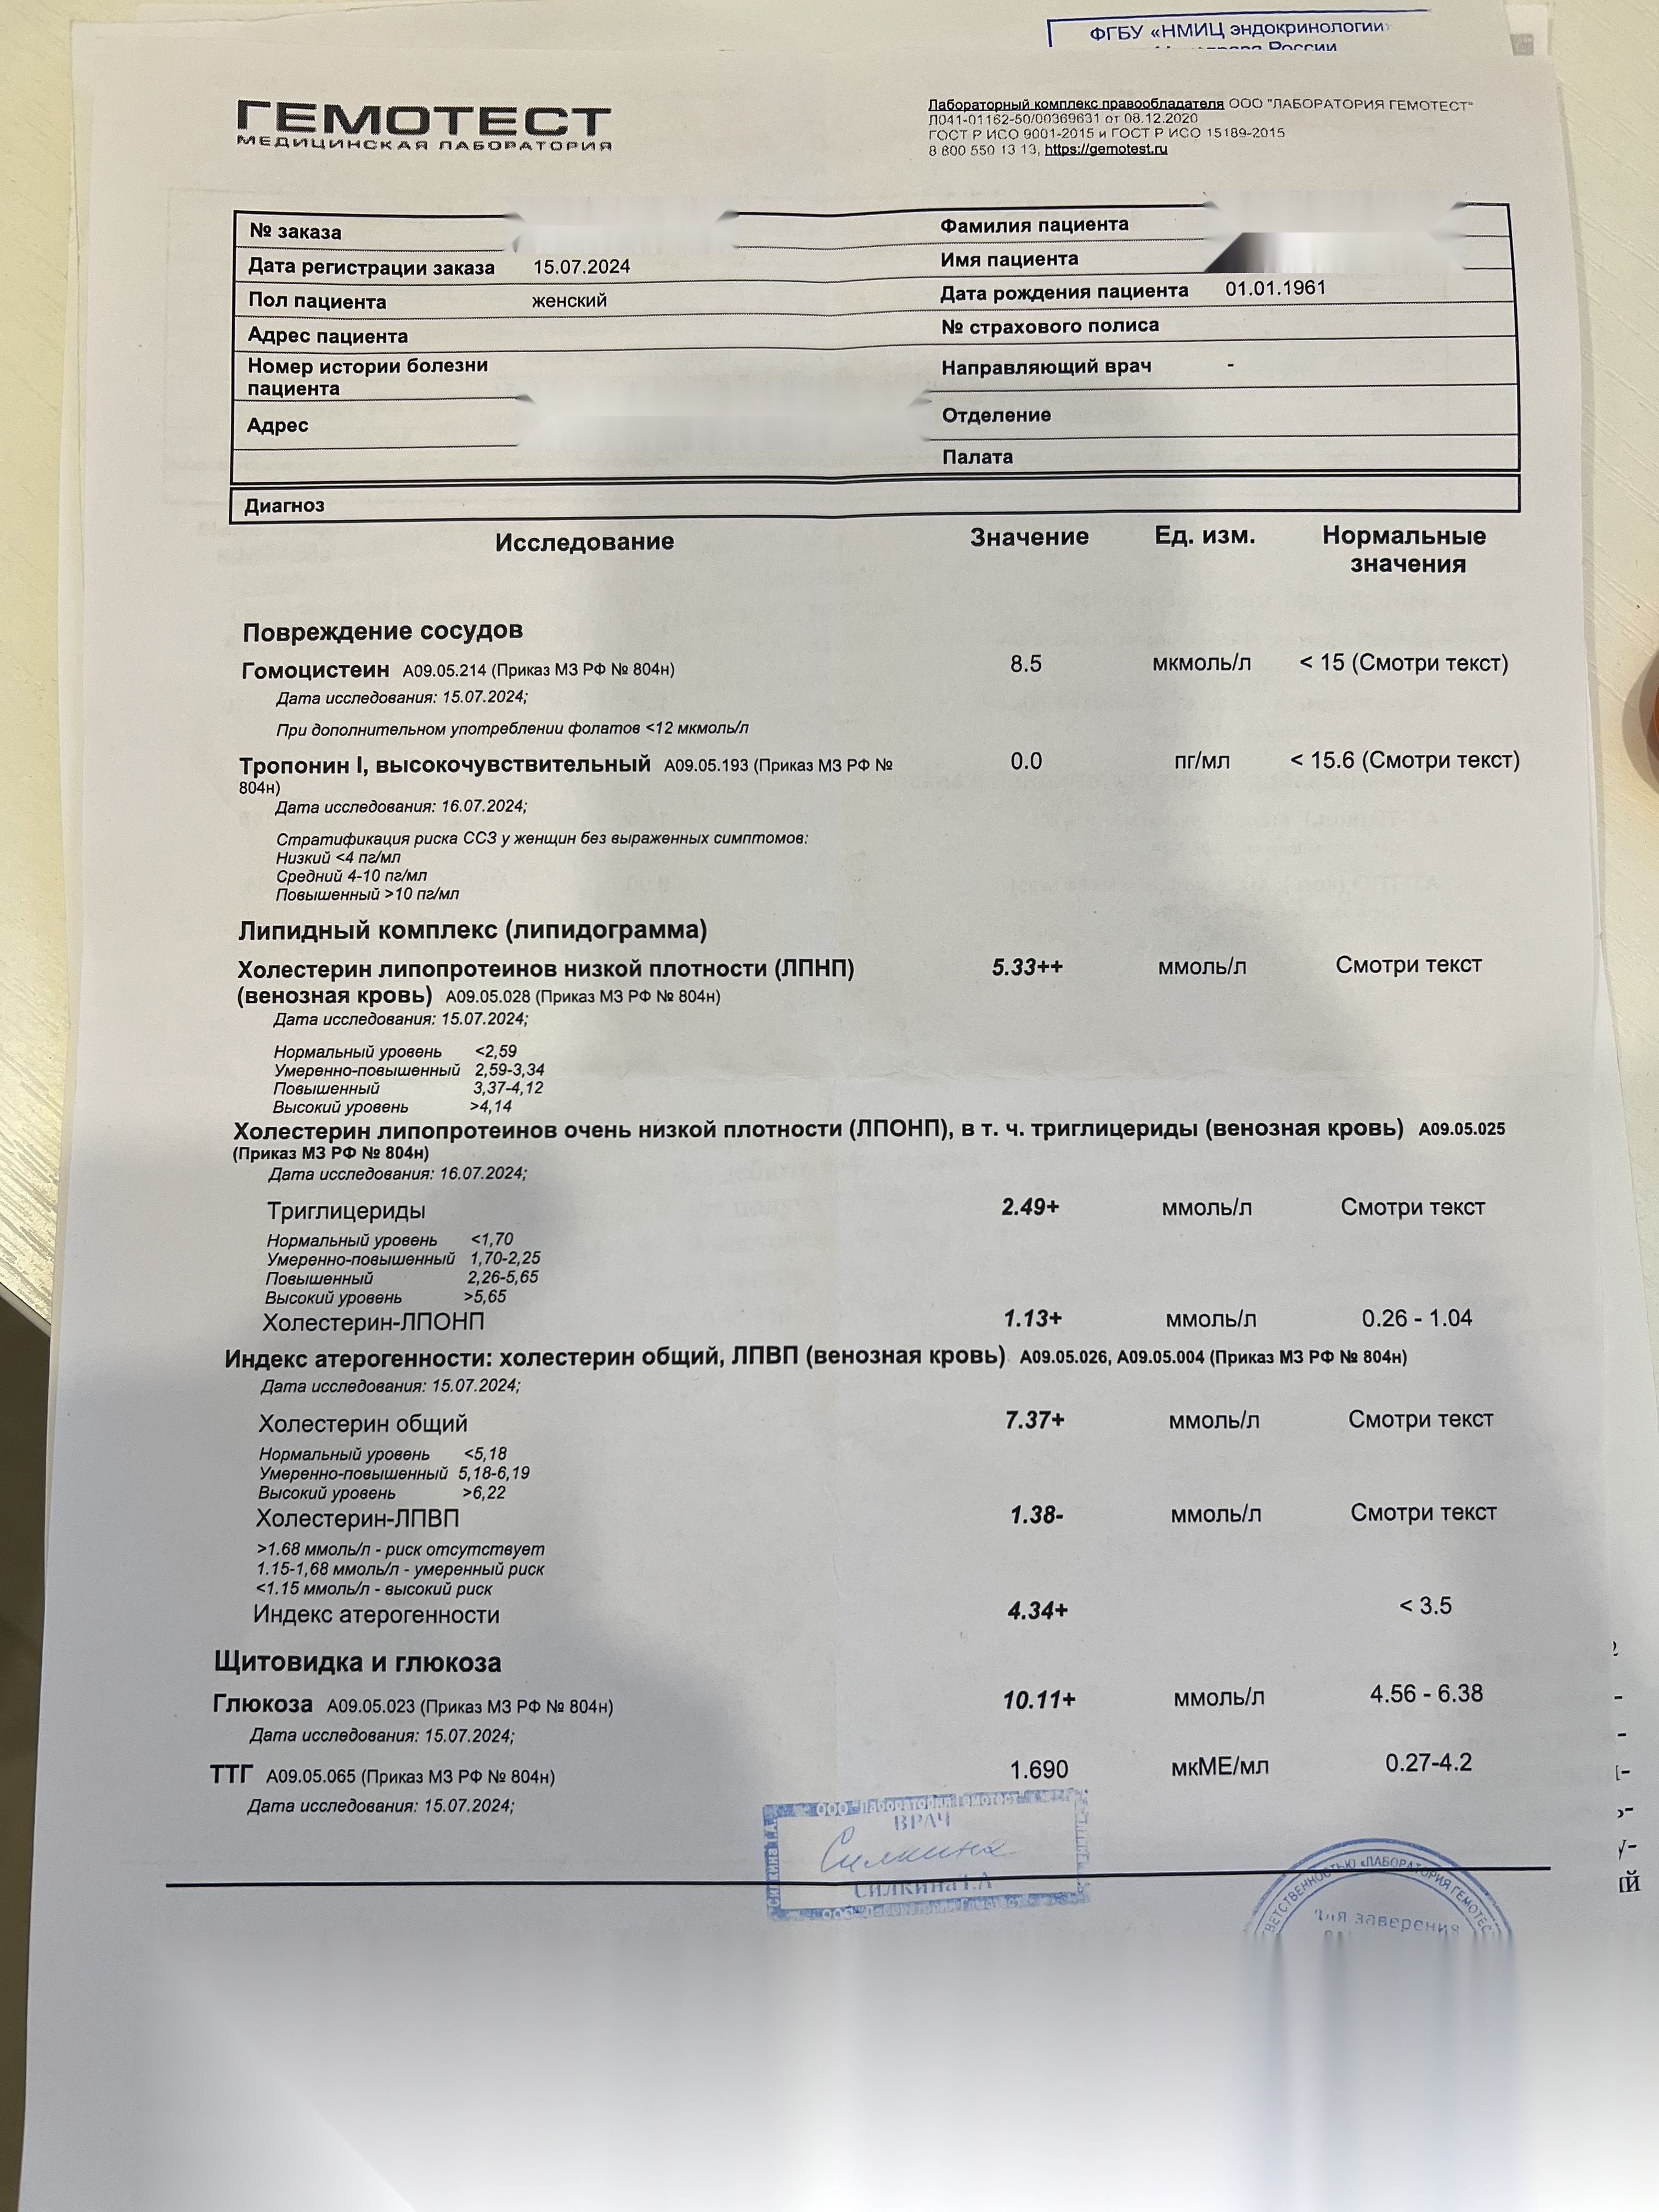 ФГБУ «НМИЦ эндокринологии»
Минздрава России
ГЕМОТЕСТ
МЕДИЦИНСКАЯ ЛАБОРАТОРИЯ
Лабораторный комплекс правообладателя ООО "ЛАБОРАТОРИЯ ГЕМОТЕСТ"
Л041-01162-50/00369631 от 08.12.2020
ГОСТ Р ИСО 9001-2015 и ГОСТ Р ИСО 15189-2015
8 800 550 13 13, https://gemotest.ru
№ заказа Фамилия пациента
Дата регистрации заказа 15.07.2024 Имя пациента
Пол пациента женский Дата рождения пациента 01.01.1961
Адрес пациента № страхового полиса
Номер истории болезни
пациента Направляющий врач -
Адрес Отделение
Палата
Диагноз
Исследование Значение Ед. изм. Нормальные
значения
Повреждение сосудов
Гомоцистеин А09.05.214 (Приказ МЗ РФ № 804н) 8.5 мкмоль/л < 15 (Смотри текст)
Дата исследования: 15.07.2024;
При дополнительном употреблении фолатов <12 мкмоль/л
Тропонин I, высокочувствительный А09.05.193 (Приказ МЗ РФ № 0.0 пг/мл < 15.6 (Смотри текст)
804н)
Дата исследования: 16.07.2024;
Стратификация риска ССЗ у женщин без выраженных симптомов:
Низкий <4 пг/мл
Средний 4-10 пг/мл
Повышенный >10 пг/мл
Липидный комплекс (липидограмма)
Холестерин липопротеинов низкой плотности (ЛПНП) 5.33++ ммоль/л Смотри текст
(венозная кровь) А09.05.028 (Приказ МЗ РФ № 804н)
Дата исследования: 15.07.2024;
Нормальный уровень <2,59
Умеренно-повышенный 2,59-3,34
Повышенный 3,37-4,12
Высокий уровень >4,14
Холестерин липопротеинов очень низкой плотности (ЛПОНП), в т. ч. триглицериды (венозная кровь) А09.05.025
(Приказ МЗ РФ № 804н)
Дата исследования: 16.07.2024;
Триглицериды 2.49+ ммоль/л Смотри текст
Нормальный уровень <1,70
Умеренно-повышенный 1,70-2,25
Повышенный 2,26-5,65
Высокий уровень >5,65
Холестерин-ЛПОНП 1.13+ ммоль/л 0.26 - 1.04
Индекс атерогенности: холестерин общий, ЛПВП (венозная кровь) А09.05.026, А09.05.004 (Приказ МЗ РФ № 804н)
Дата исследования: 15.07.2024;
Холестерин общий 7.37+ ммоль/л Смотри текст
Нормальный уровень <5,18
Умеренно-повышенный 5,18-6,19
Высокий уровень >6,22
Холестерин-ЛПВП 1.38- ммоль/л Смотри текст
>1.68 ммоль/л - риск отсутствует
1.15-1,68 ммоль/л - умеренный риск
<1.15 ммоль/л - высокий риск
Индекс атерогенности 4.34+ < 3.5
Щитовидка и глюкоза
Глюкоза А09.05.023 (Приказ МЗ РФ № 804н) 10.11+ ммоль/л 4.56 - 6.38
Дата исследования: 15.07.2024;
ТТГ А09.05.065 (Приказ МЗ РФ № 804н) 1.690 мкМЕ/мл 0.27-4.2
Дата исследования: 15.07.2024;
ООО "Лаборатория Гемотест"
ВРАЧ
Силкина
Силкина Г.А
ООО "Лаборатория Гемотест"
Силкина Г.А.
ВЕТСТВЕННОСТЬЮ «ЛАБОРАТОРИЯ ГЕМОТЕС
Для заверения